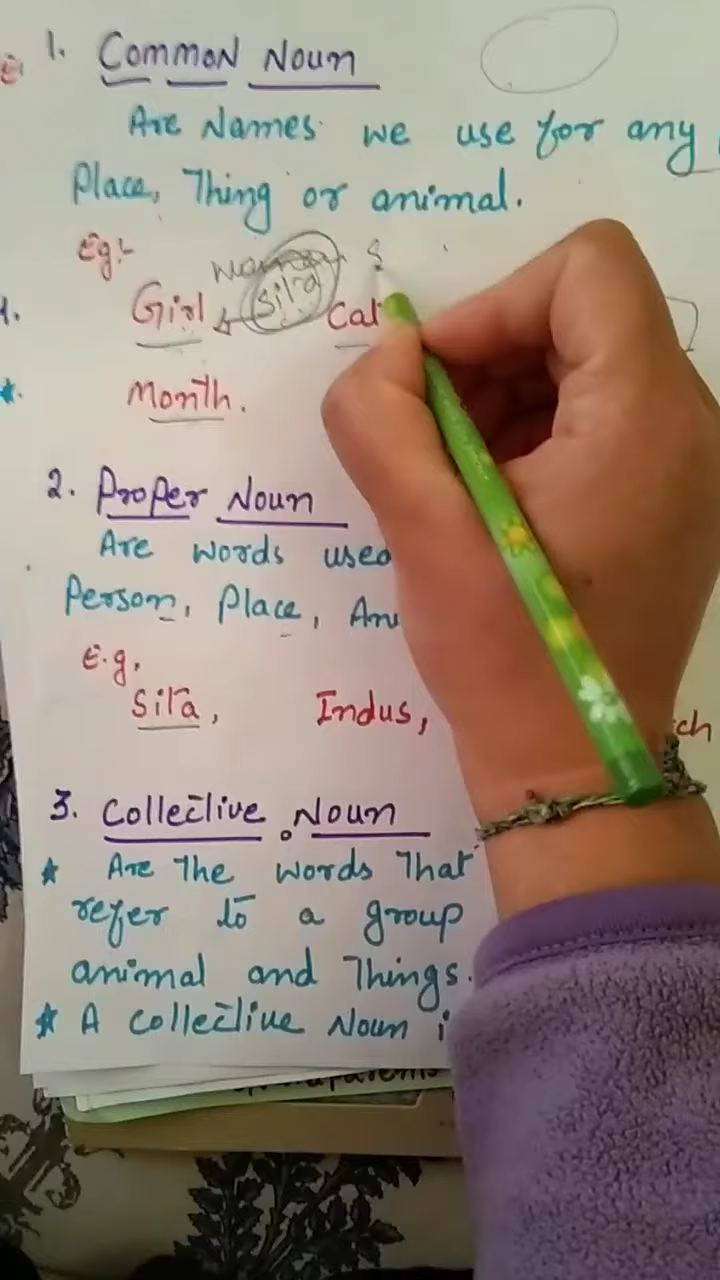 1. Common Noun
Are Names we use for any
Place, Thing or animal.
Eg:-
Sita
Girl
Cat
Month.
2. Proper Noun
Are words used
Person, Place,
E.g.
Sita, Indus,
3. Collective Noun
★ Are The words That
refer to a group
animal and Things.
★ A collective Noun